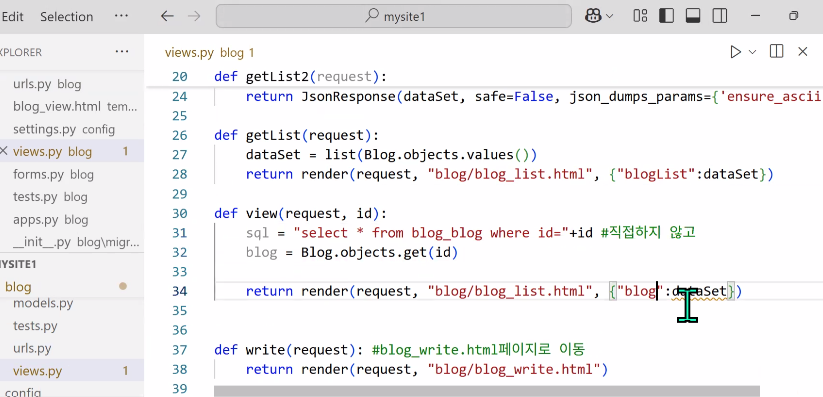 Edit Selection ··· mysite1
EXPLORER ···
urls.py blog
blog_view.html tem...
settings.py config
views.py blog 1
forms.py blog
tests.py blog
apps.py blog
__init__.py blog\migr...
MYSITE1
blog
models.py
tests.py
urls.py
views.py 1
config
views.py blog 1
20 def getList2(request):
24 return JsonResponse(dataSet, safe=False, json_dumps_params={'ensure_ascii
25
26 def getList(request):
27 dataSet = list(Blog.objects.values())
28 return render(request, "blog/blog_list.html", {"blogList":dataSet})
29
30 def view(request, id):
31 sql = "select * from blog_blog where id="+id #직접하지 않고
32 blog = Blog.objects.get(id)
33
34 return render(request, "blog/blog_list.html", {"blog":dataSet})
35
36
37 def write(request): #blog_write.html페이지로 이동
38 return render(request, "blog/blog_write.html")
39